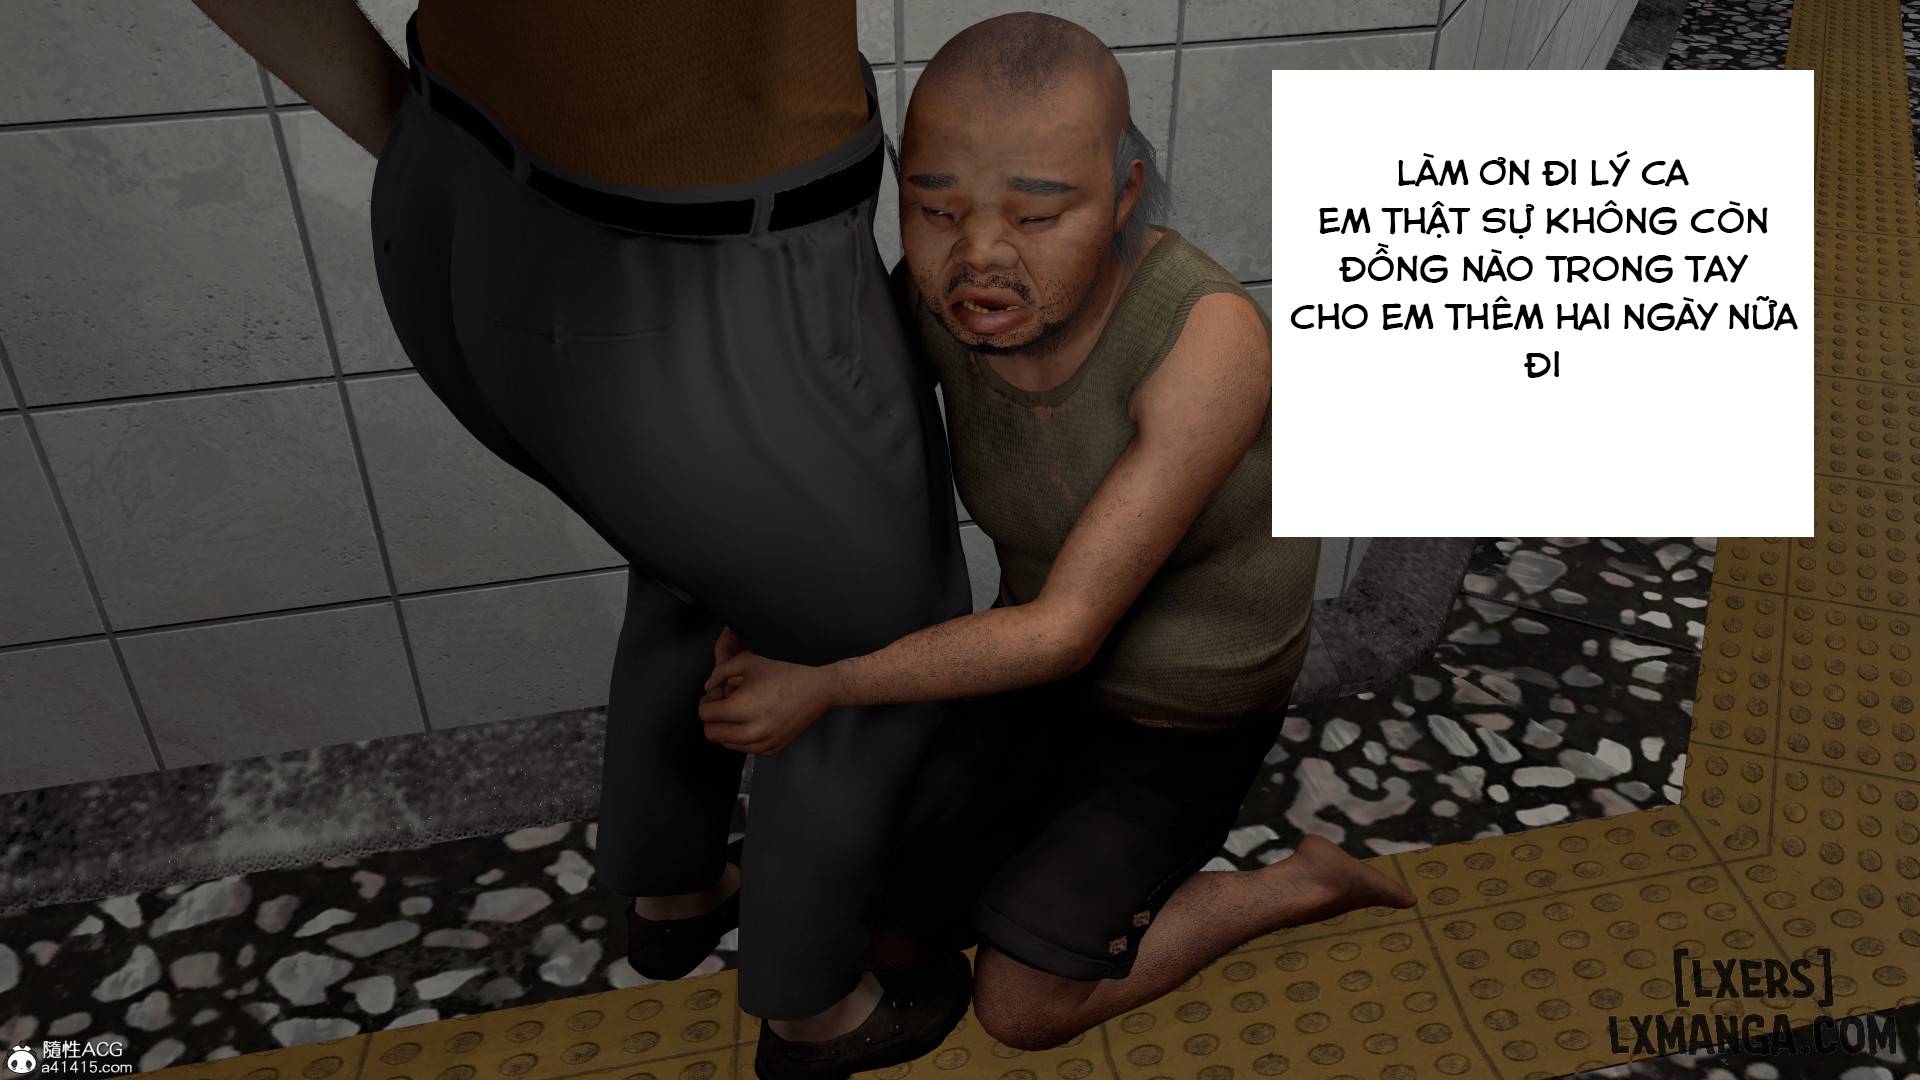 LÀM ƠN ĐI LÝ CA
EM THẬT SỰ KHÔNG CÒN
ĐỒNG NÀO TRONG TAY
CHO EM THÊM HAI NGÀY NỮA
ĐI
[LXERS]
LXMANGA.COM
隨性ACG
a41415.com